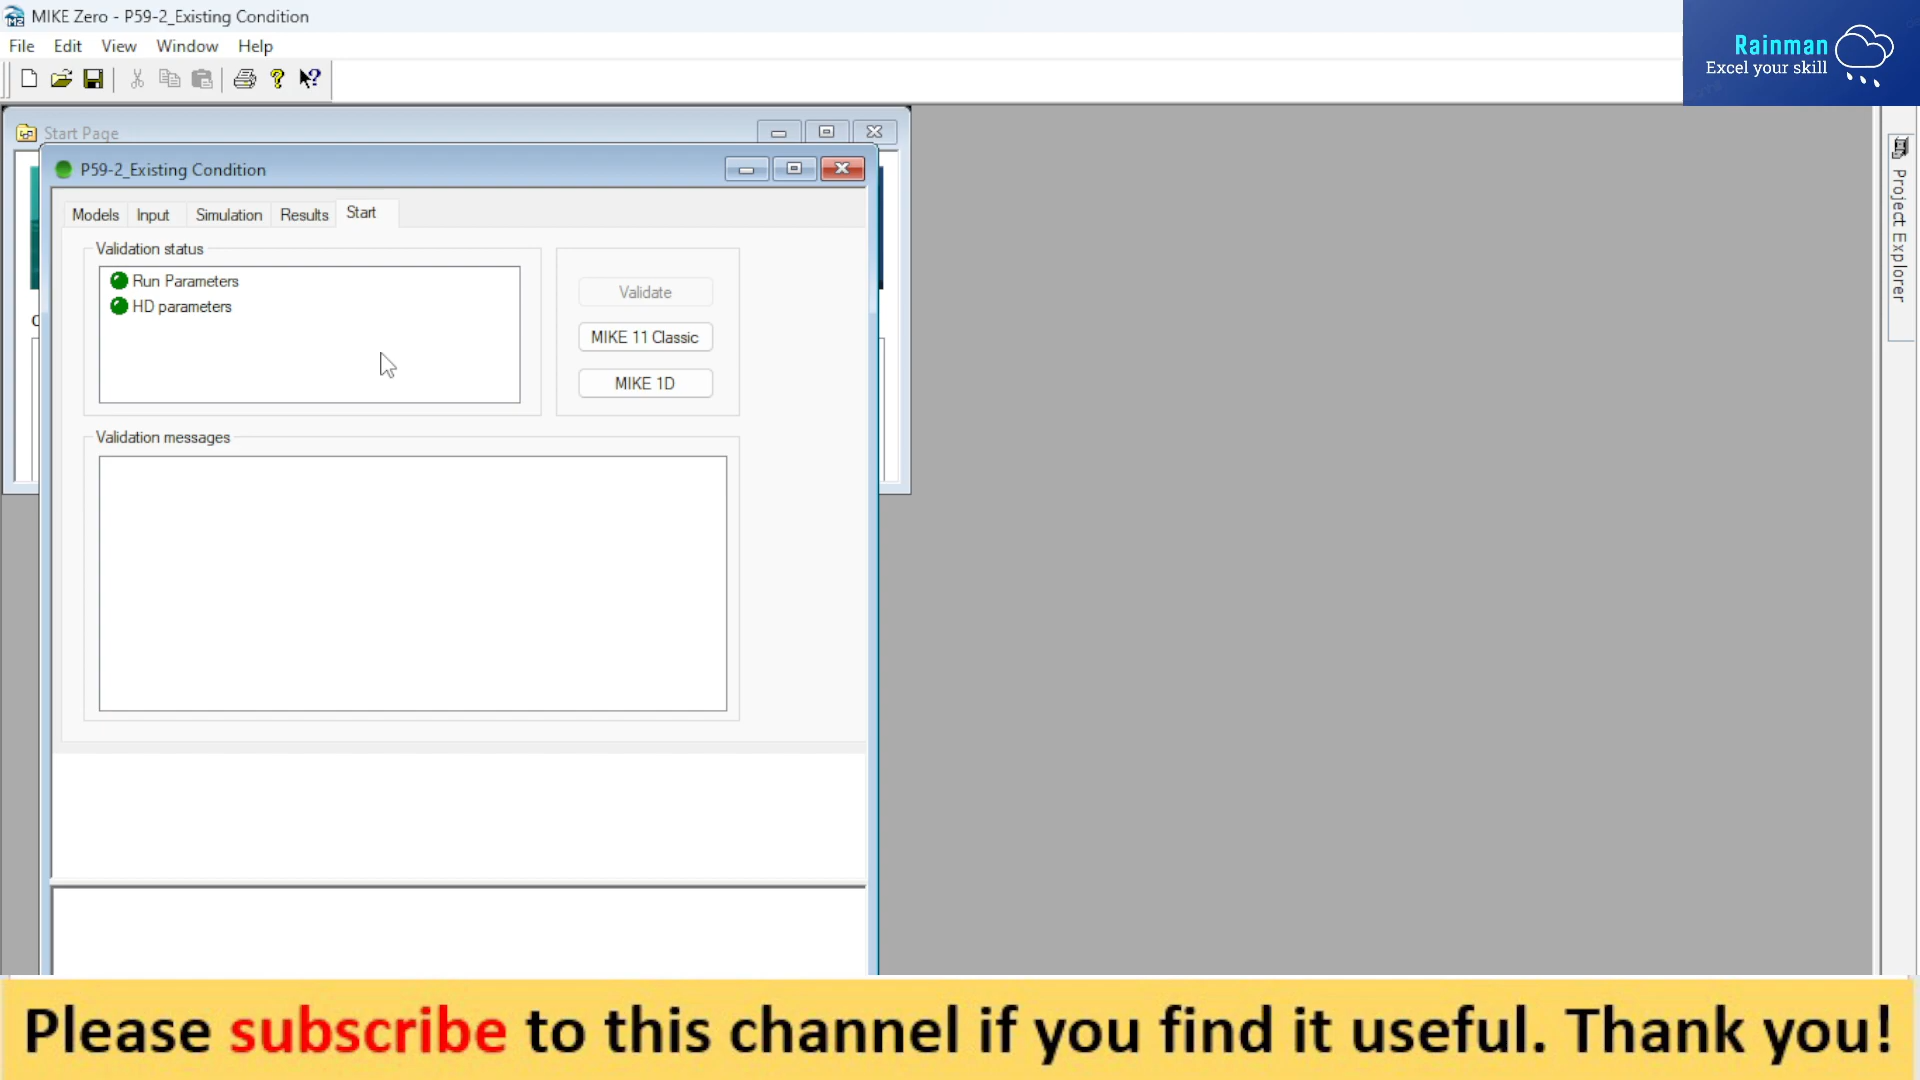 MIKE Zero - P59-2_Existing Condition
File Edit View Window Help
Rainman
Excel your skill
Start Page
P59-2_Existing Condition
Models Input Simulation Results Start
Validation status
Run Parameters
HD parameters
Validate
MIKE 11 Classic
MIKE 1D
Validation messages
Project Explorer
Please subscribe to this channel if you find it useful. Thank you!